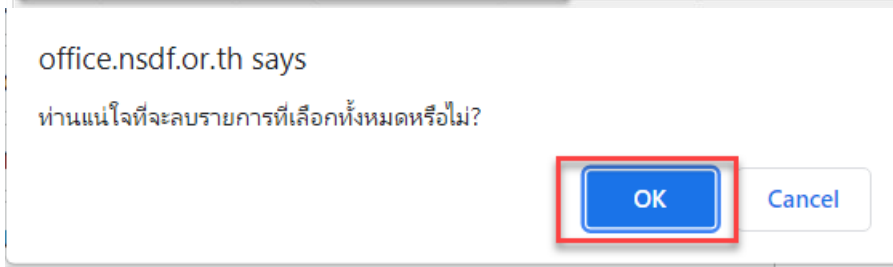 office.nsdf.or.th says
ท่านแน่ใจที่จะลบรายการที่เลือกทั้งหมดหรือไม่?
OK Cancel